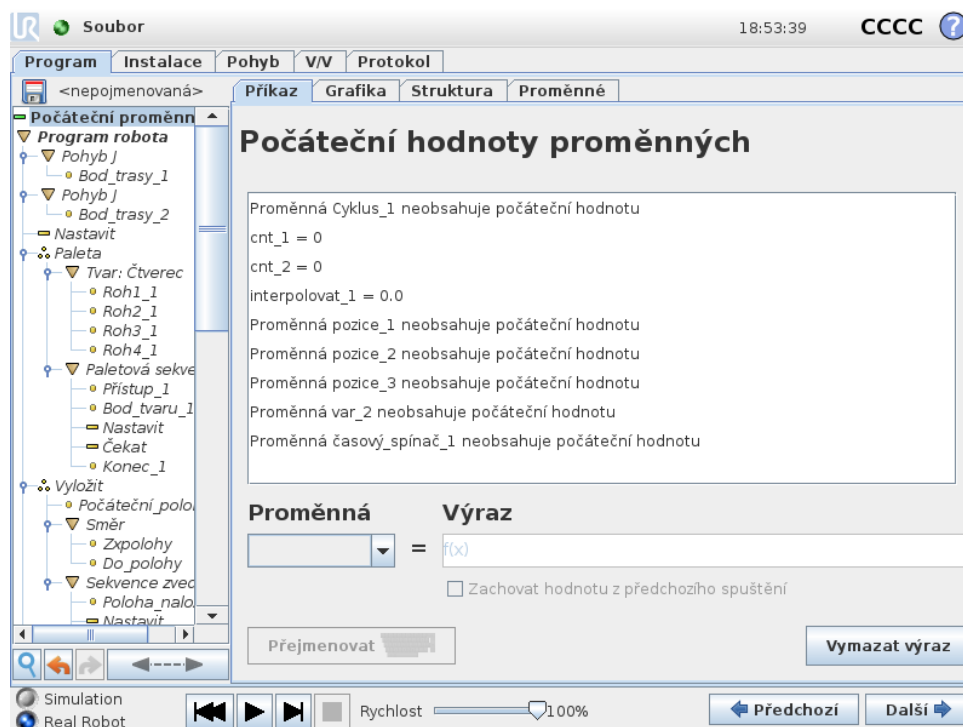 UR Soubor 18:53:39 CCCC ?
Program Instalace Pohyb V/V Protokol
<nepojmenovaná> Příkaz Grafika Struktura Proměnné
Počáteční proměnn
Program robota
Pohyb J
Bod_trasy_1
Pohyb J
Bod_trasy_2
Nastavit
Paleta
Tvar: Čtverec
Roh1_1
Roh2_1
Roh3_1
Roh4_1
Paletová sekve
Přístup_1
Bod_tvaru_1
Nastavit
Čekat
Konec_1
Vyložit
Počáteční_polo
Směr
Zxpolohy
Do_polohy
Sekvence zved
Poloha_nalo
Nastavit
Počáteční hodnoty proměnných
Proměnná Cyklus_1 neobsahuje počáteční hodnotu
cnt_1 = 0
cnt_2 = 0
interpolovat_1 = 0.0
Proměnná pozice_1 neobsahuje počáteční hodnotu
Proměnná pozice_2 neobsahuje počáteční hodnotu
Proměnná pozice_3 neobsahuje počáteční hodnotu
Proměnná var_2 neobsahuje počáteční hodnotu
Proměnná časový_spínač_1 neobsahuje počáteční hodnotu
Proměnná Výraz
= f(x)
Zachovat hodnotu z předchozího spuštění
Přejmenovat Vymazat výraz
Simulation
Real Robot
Rychlost 100% Předchozí Další